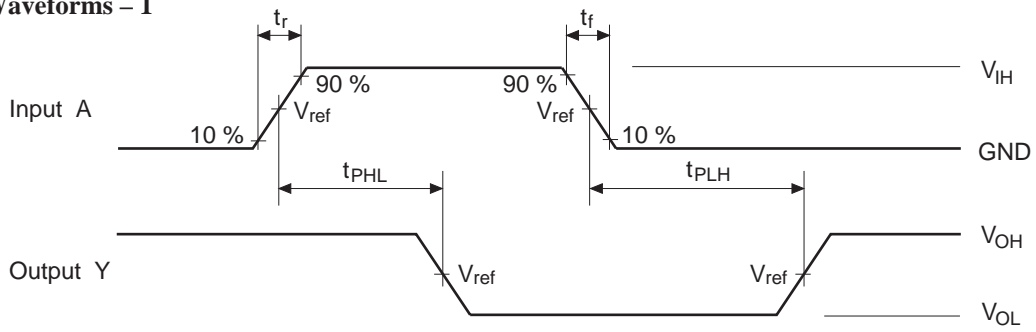 Waveforms – 1
tr
tf
90 %
90 %
VIH
Input A
Vref
Vref
10 %
10 %
GND
tPHL
tPLH
VOH
Output Y
Vref
Vref
VOL